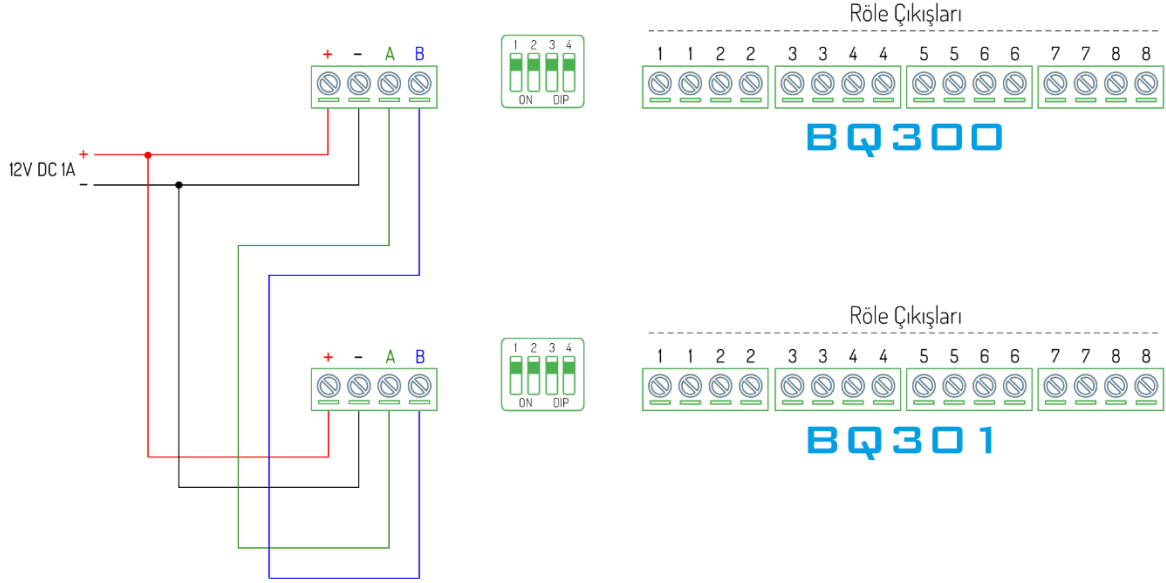 Röle Çıkışları
+ − A B
1 2 3 4
ON DIP
1 1 2 2 3 3 4 4 5 5 6 6 7 7 8 8
BQ300
+
12V DC 1A
−
Röle Çıkışları
+ − A B
1 2 3 4
ON DIP
1 1 2 2 3 3 4 4 5 5 6 6 7 7 8 8
BQ301